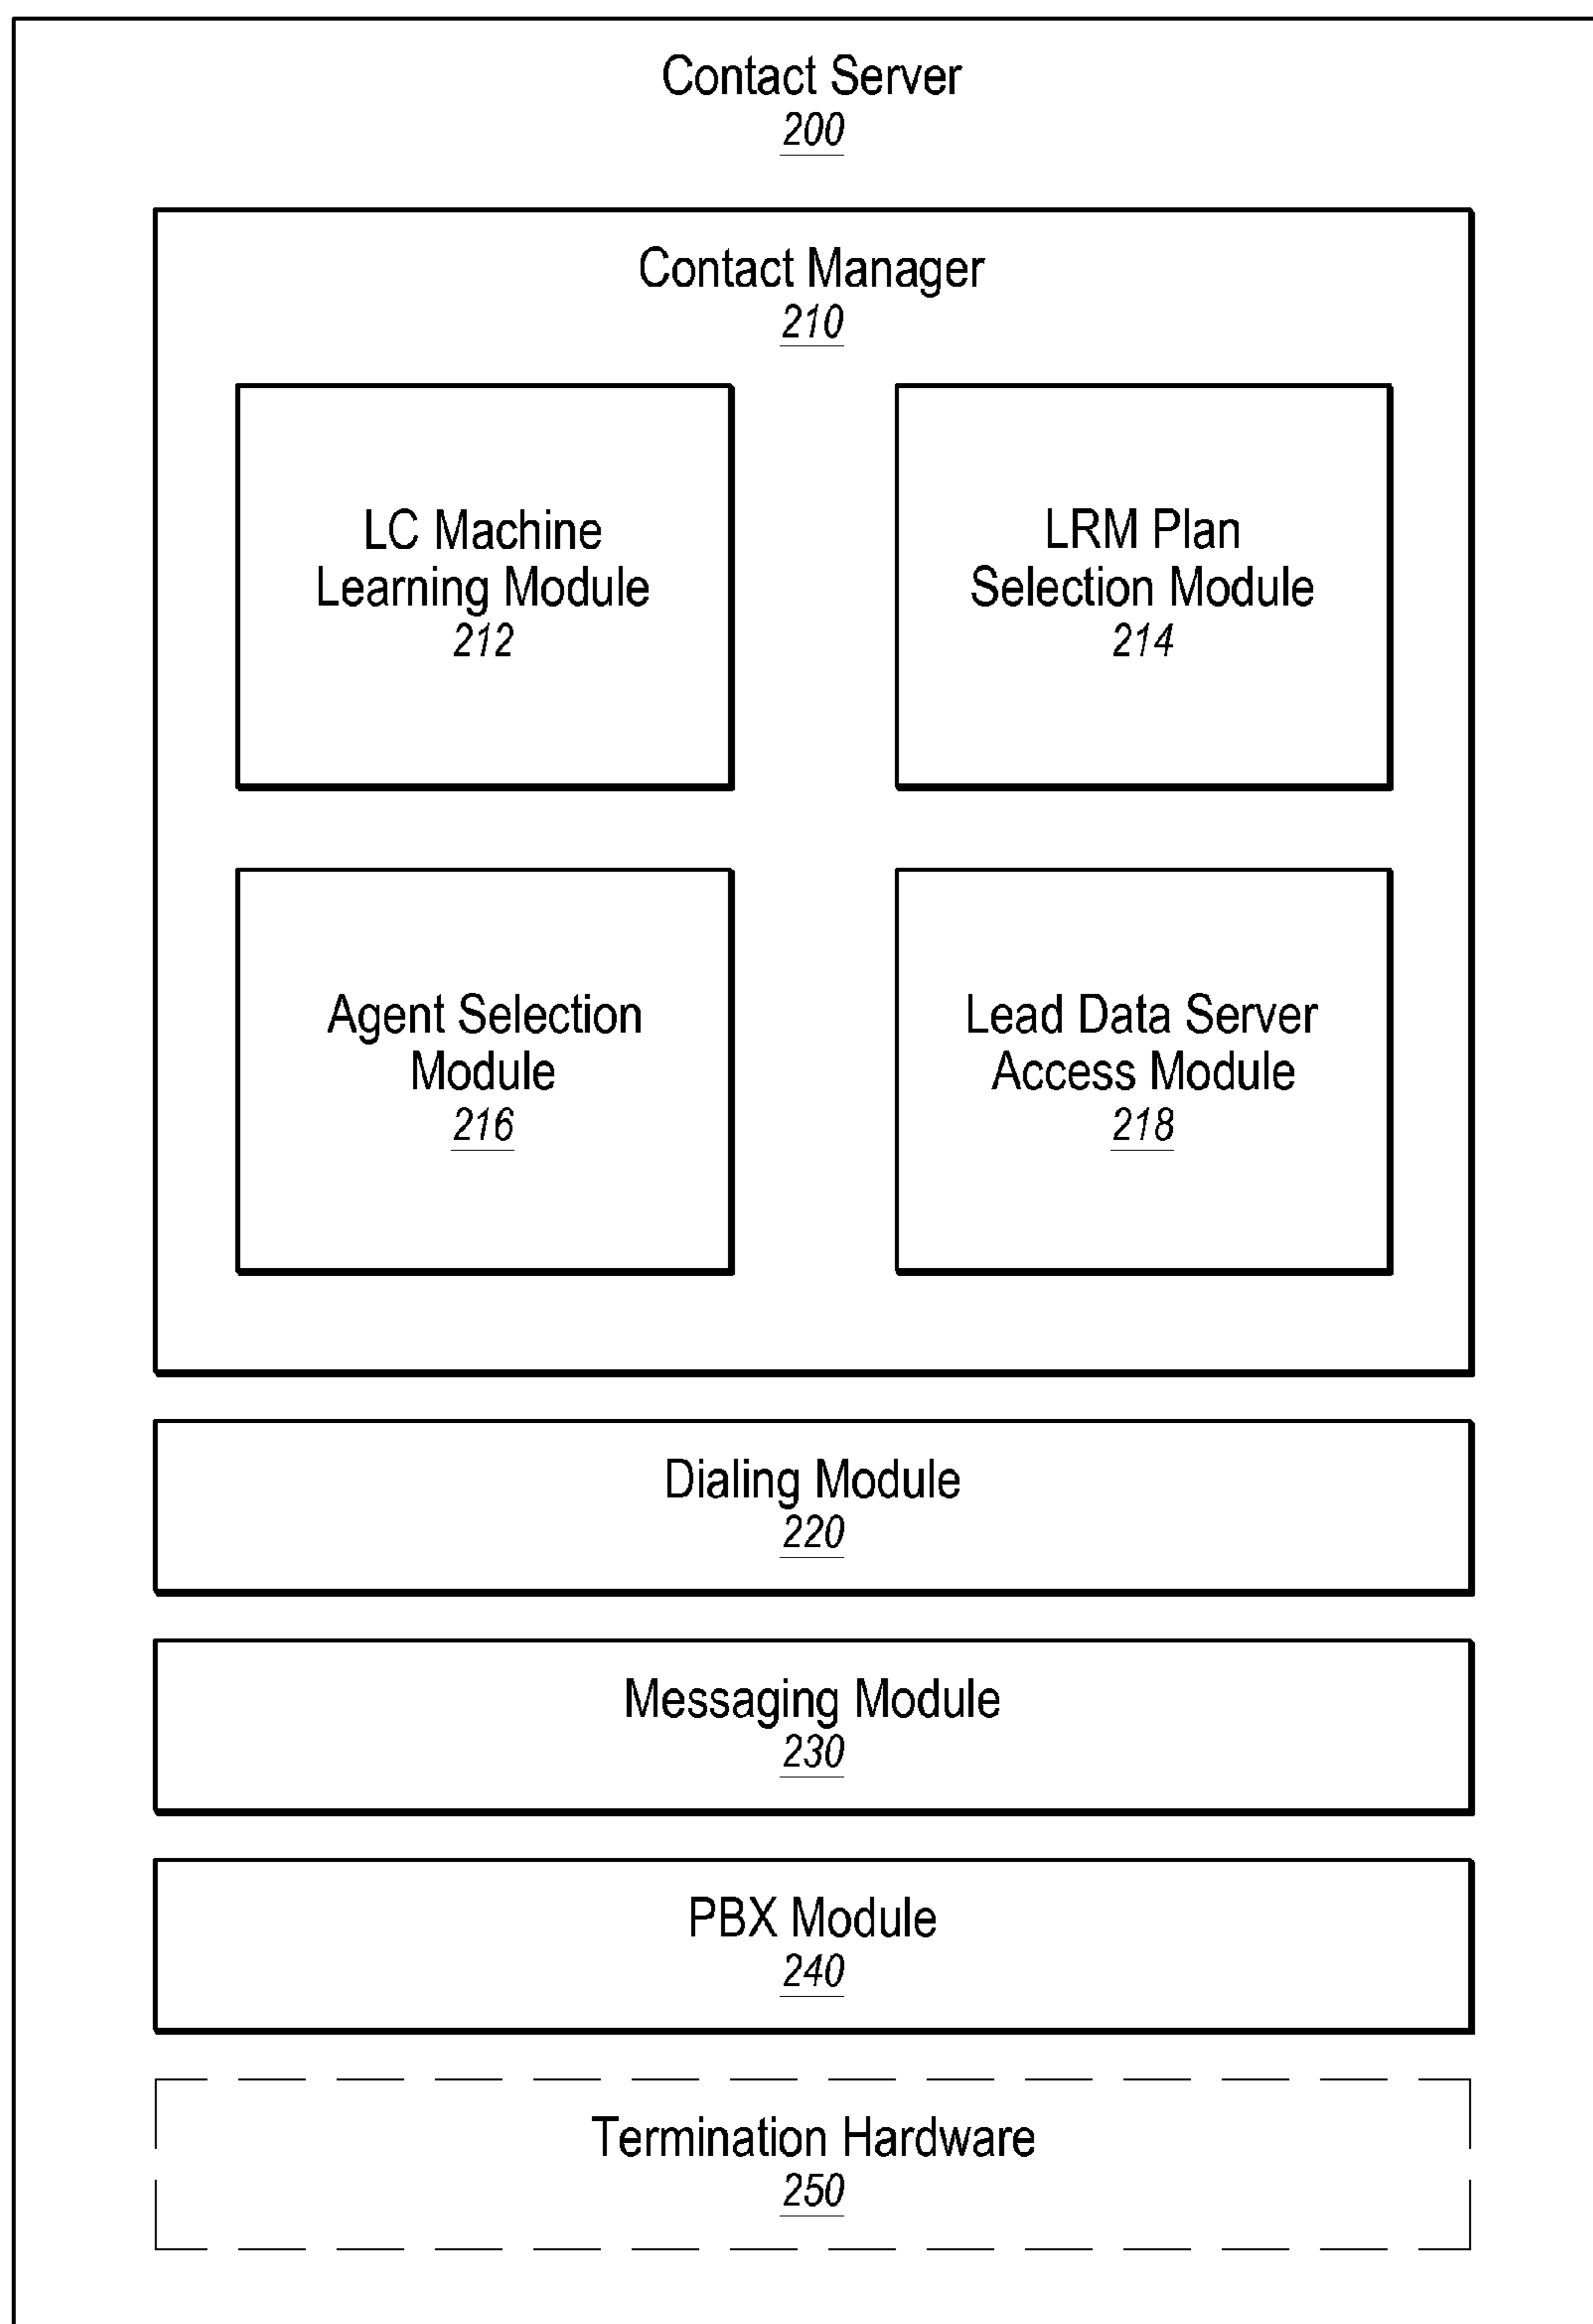 Contact Server
200
Contact Manager
210
LC Machine
Learning Module
212
LRM Plan
Selection Module
214
Agent Selection
Module
216
Lead Data Server
Access Module
218
Dialing Module
220
Messaging Module
230
PBX Module
240
Termination Hardware
250